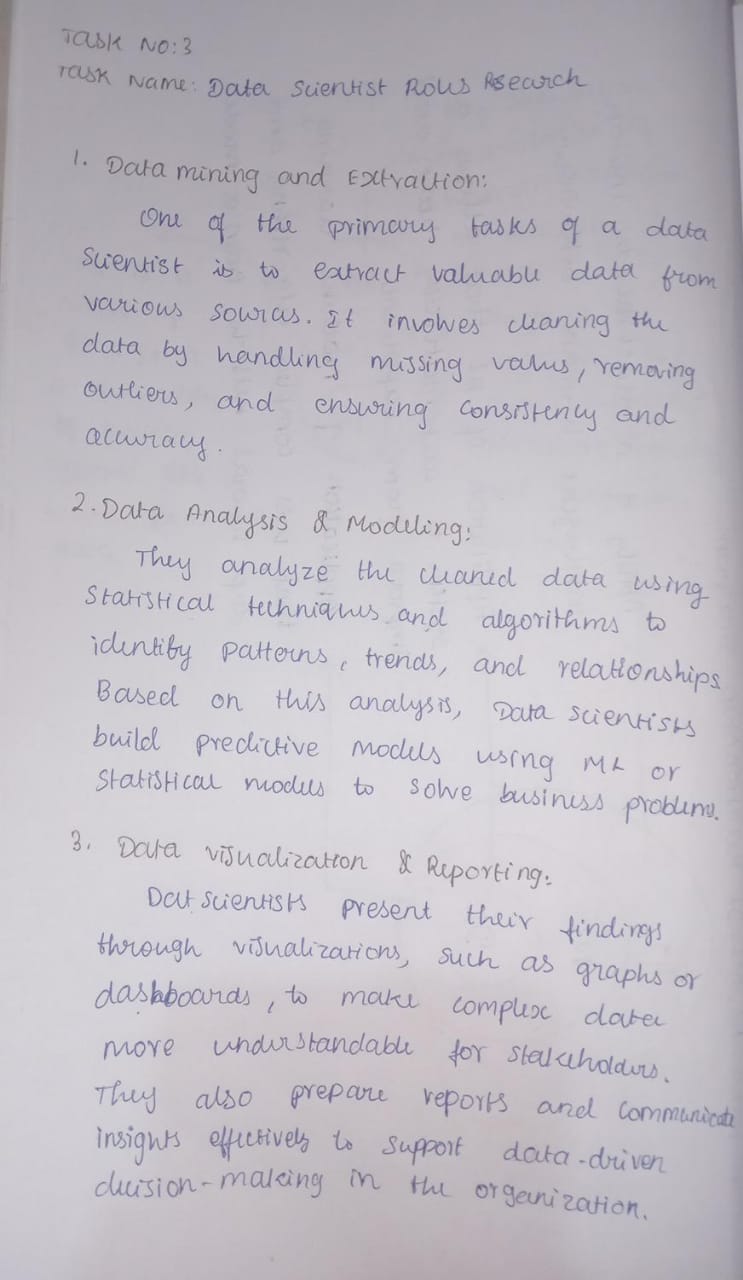 Task No: 3
Task Name: Data Scientist Roles Research
1. Data mining and Extraction:
One of the primary tasks of a data
Scientist is to extract valuable data from
various sources. It involves cleaning the
data by handling missing values, removing
outliers, and ensuring consistency and
accuracy.
2. Data Analysis & Modeling:
They analyze the cleaned data using
Statistical techniques and algorithms to
identify patterns, trends, and relationships
Based on this analysis, Data Scientists
build predictive models using ML or
Statistical models to solve business problems.
3. Data Visualization & Reporting:
Dat scientists present their findings
through visualizations, such as graphs or
dashboards, to make complex data
more understandable for stakeholders.
They also prepare reports and communicate
insights effectively to support data-driven
decision-making in the organization.